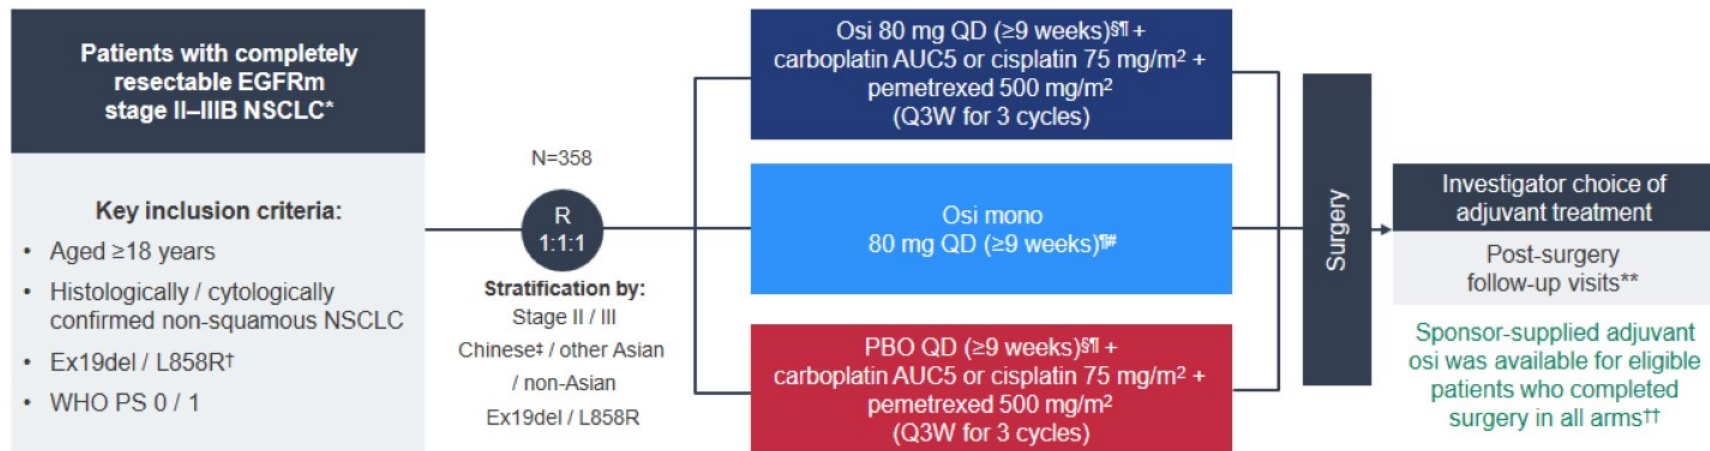 Patients with completely
resectable EGFRm
stage II–IIIB NSCLC*
Key inclusion criteria:
• Aged ≥18 years
• Histologically / cytologically
confirmed non-squamous NSCLC
• Ex19del / L858R†
• WHO PS 0 / 1
N=358
R
1:1:1
Stratification by:
Stage II / III
Chinese‡ / other Asian
/ non-Asian
Ex19del / L858R
Osi 80 mg QD (≥9 weeks)§¶ +
carboplatin AUC5 or cisplatin 75 mg/m² +
pemetrexed 500 mg/m²
(Q3W for 3 cycles)
Osi mono
80 mg QD (≥9 weeks)¶#
PBO QD (≥9 weeks)§¶ +
carboplatin AUC5 or cisplatin 75 mg/m² +
pemetrexed 500 mg/m²
(Q3W for 3 cycles)
Surgery
Investigator choice of
adjuvant treatment
Post-surgery
follow-up visits**
Sponsor-supplied adjuvant
osi was available for eligible
patients who completed
surgery in all arms††